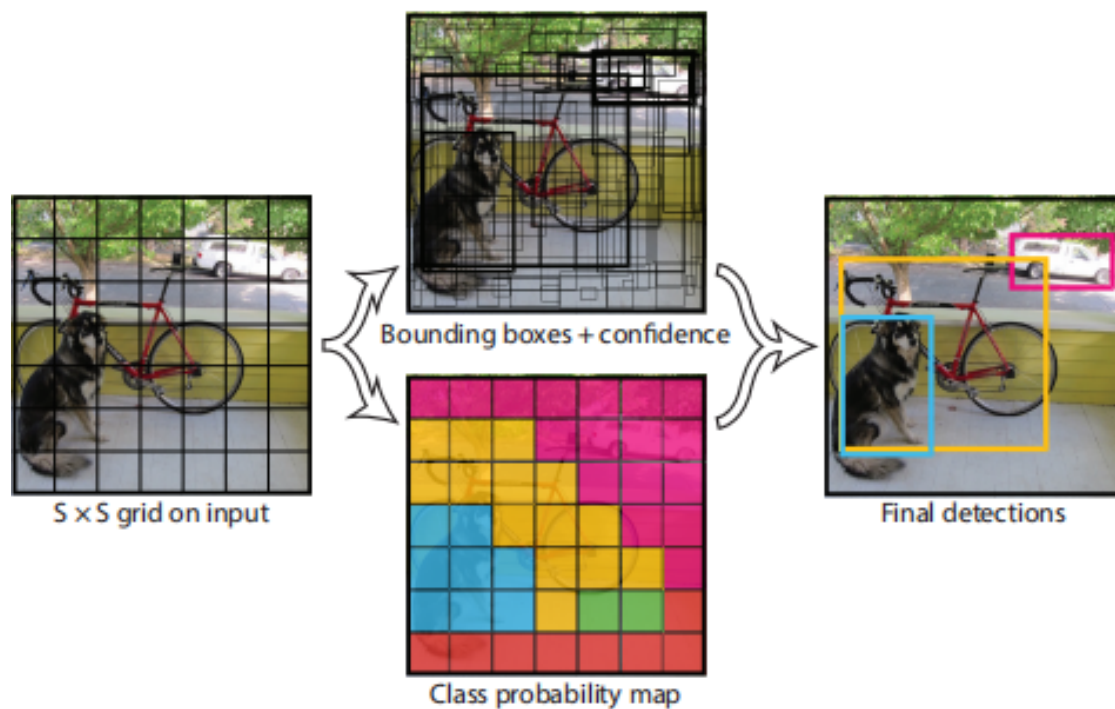 Bounding boxes + confidence
S × S grid on input
Final detections
Class probability map